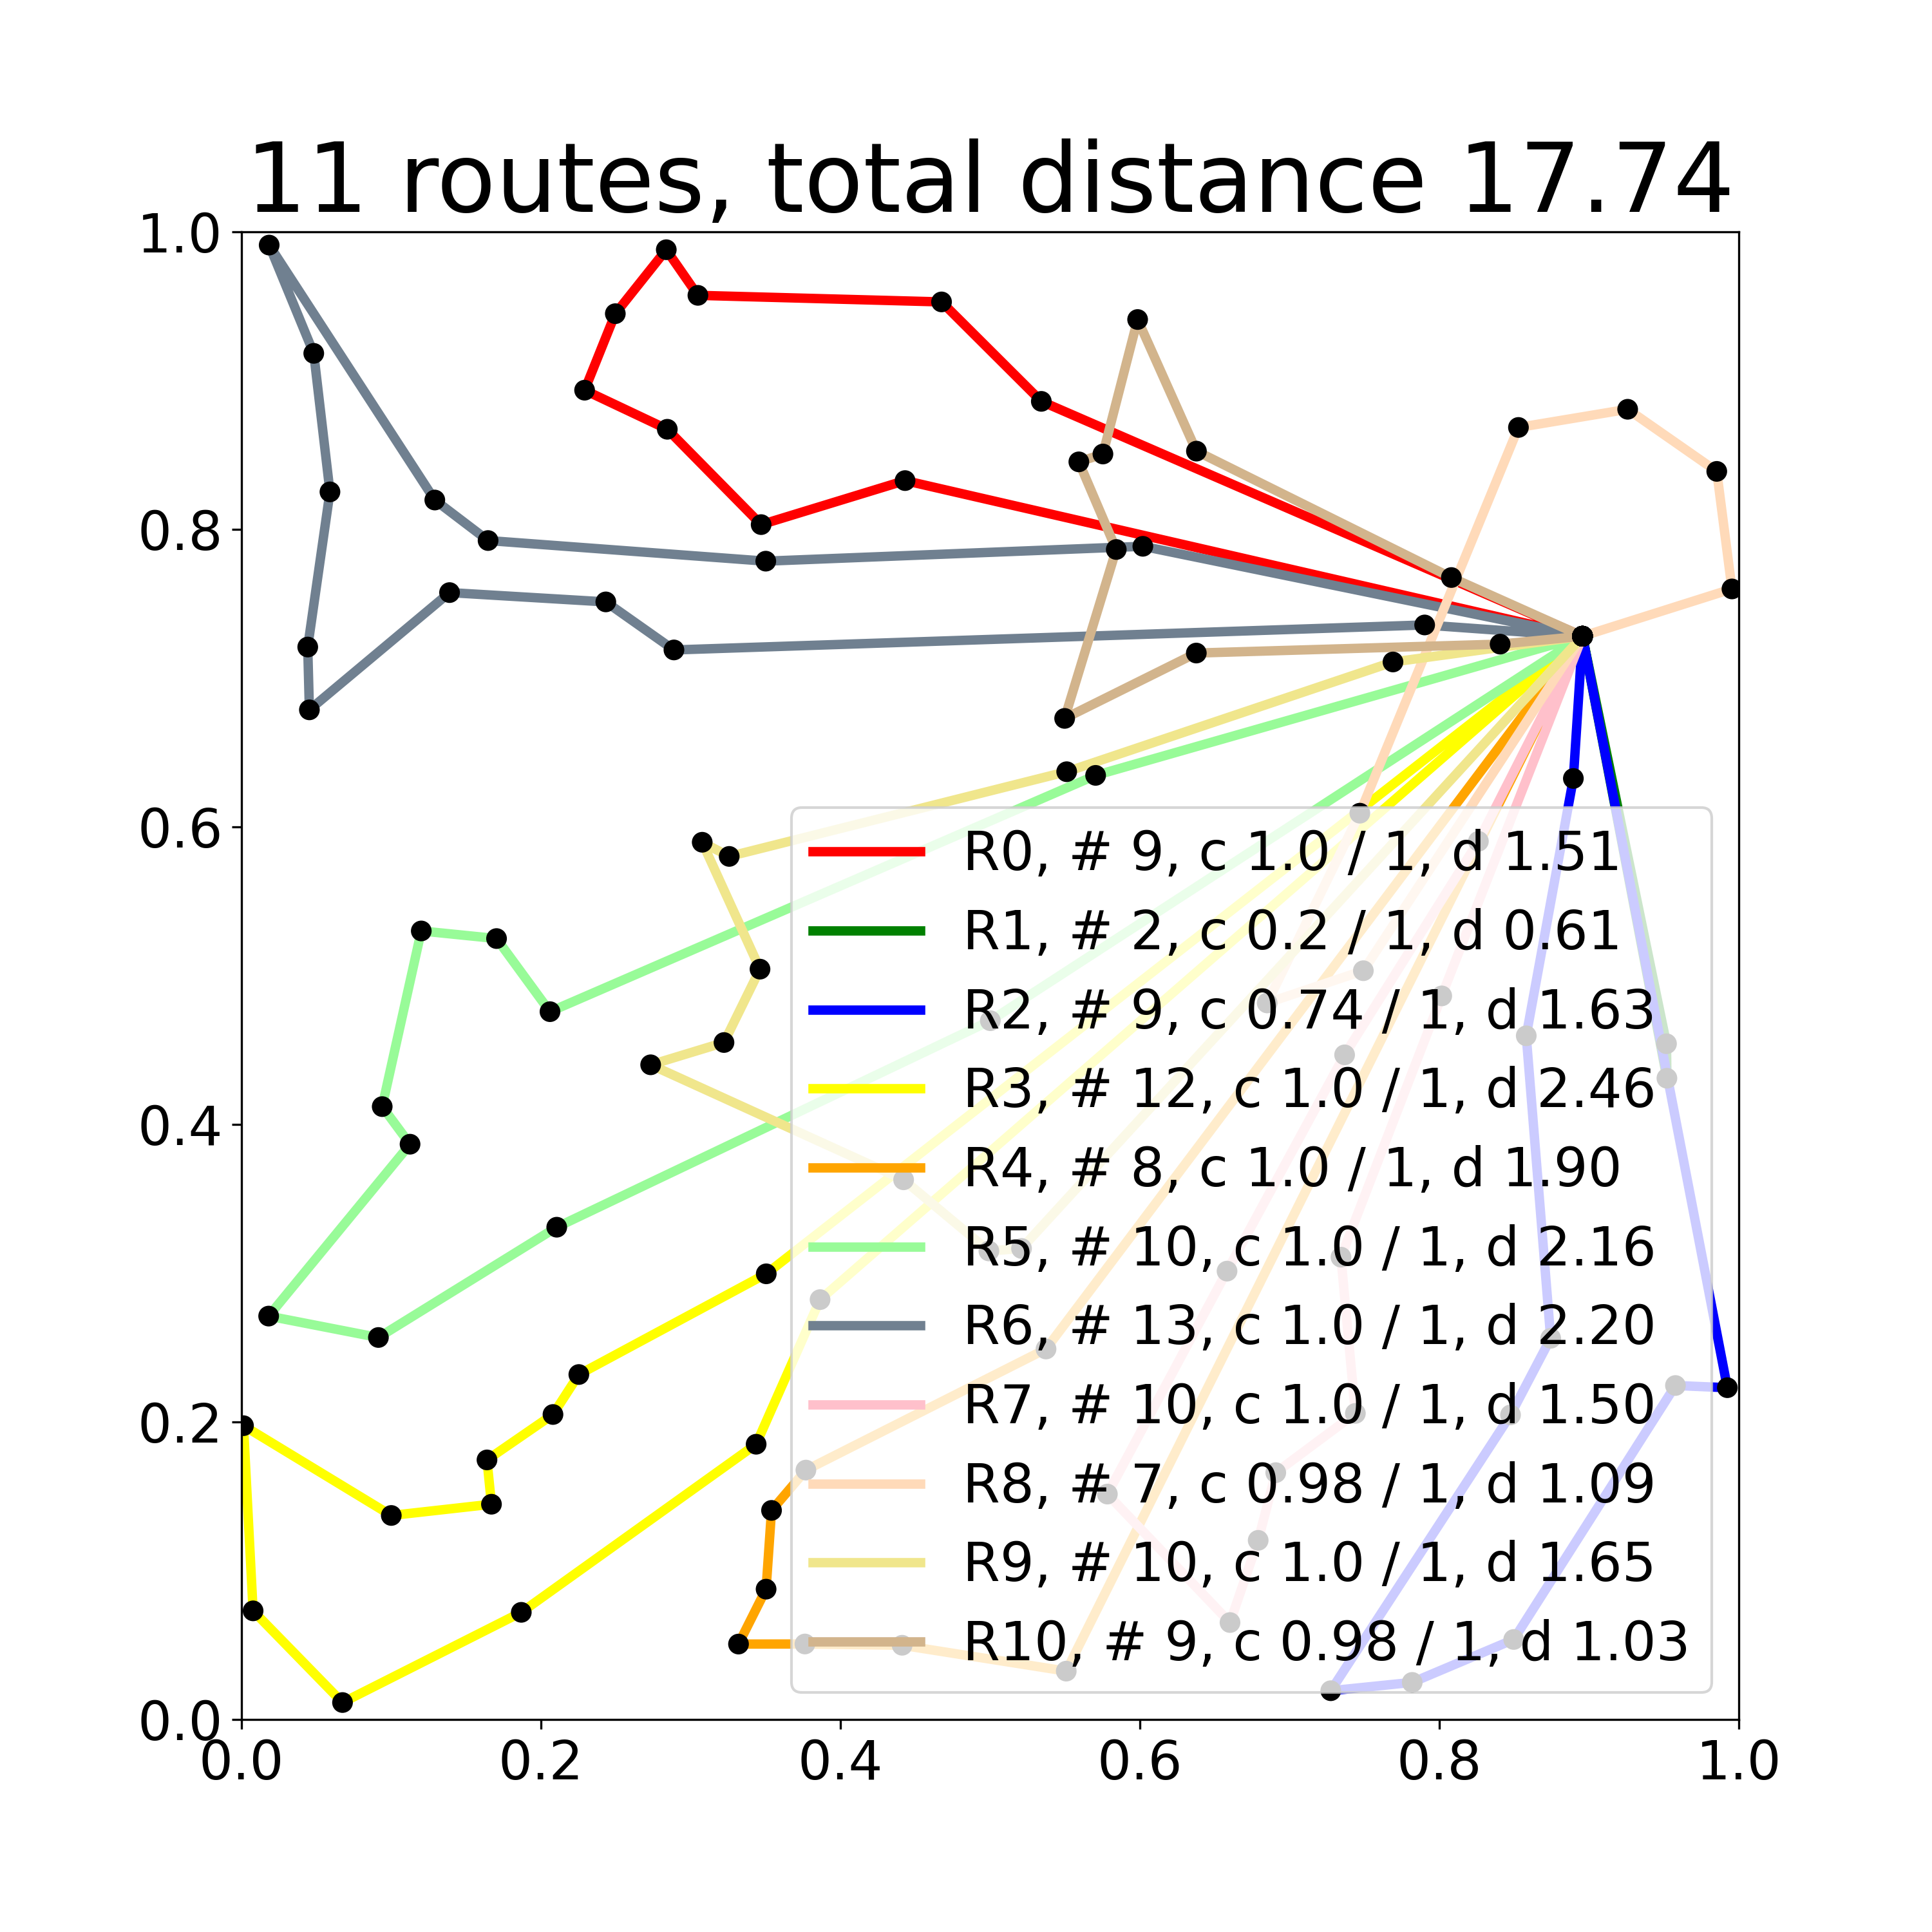 11 routes, total distance 17.74
1.0
0.8
0.6
0.4
0.2
0.0
R0, # 9, c 1.0 / 1, d 1.51
R1, # 2, c 0.2 / 1, d 0.61
R2, # 9, c 0.74 / 1, d 1.63
R3, # 12, c 1.0 / 1, d 2.46
R4, # 8, c 1.0 / 1, d 1.90
R5, # 10, c 1.0 / 1, d 2.16
R6, # 13, c 1.0 / 1, d 2.20
R7, # 10, c 1.0 / 1, d 1.50
R8, # 7, c 0.98 / 1, d 1.09
R9, # 10, c 1.0 / 1, d 1.65
R10, # 9, c 0.98 / 1, d 1.03
0.0 0.2 0.4 0.6 0.8 1.0